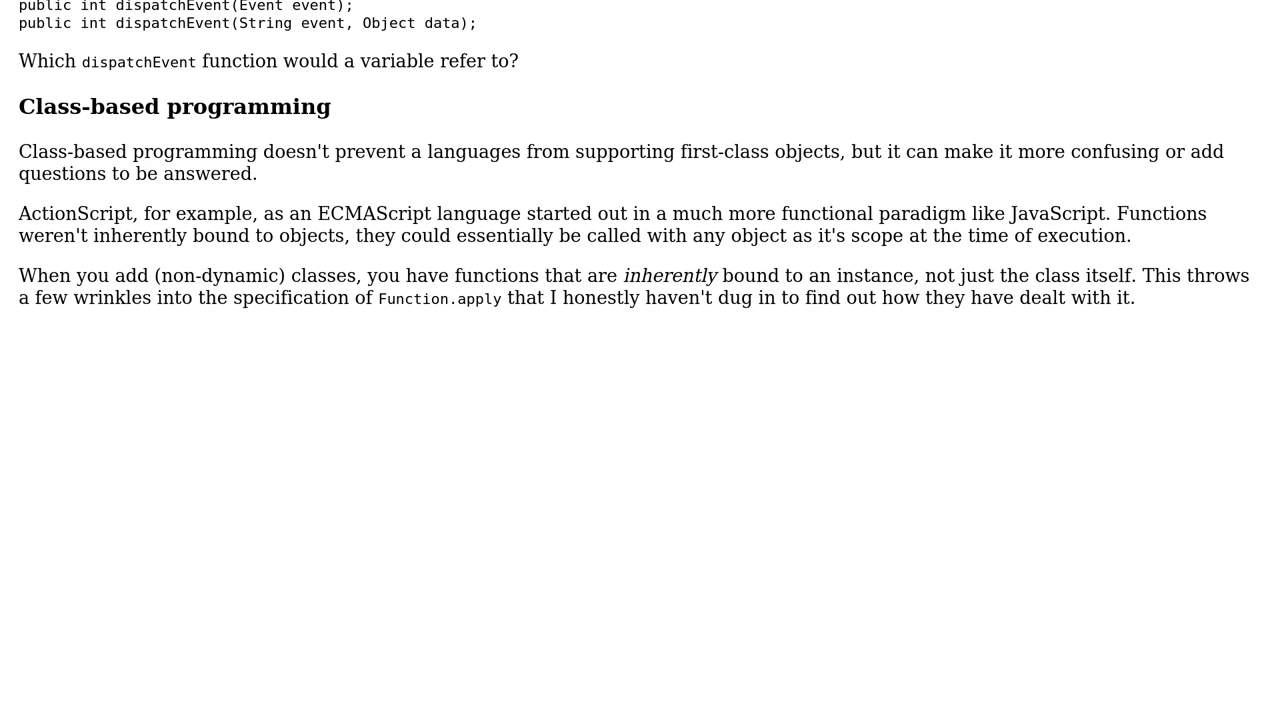 public int dispatchEvent(Event event);
public int dispatchEvent(String event, Object data);
Which dispatchEvent function would a variable refer to?
Class-based programming
Class-based programming doesn't prevent a languages from supporting first-class objects, but it can make it more confusing or add
questions to be answered.
ActionScript, for example, as an ECMAScript language started out in a much more functional paradigm like JavaScript. Functions
weren't inherently bound to objects, they could essentially be called with any object as it's scope at the time of execution.
When you add (non-dynamic) classes, you have functions that are inherently bound to an instance, not just the class itself. This throws
a few wrinkles into the specification of Function.apply that I honestly haven't dug in to find out how they have dealt with it.